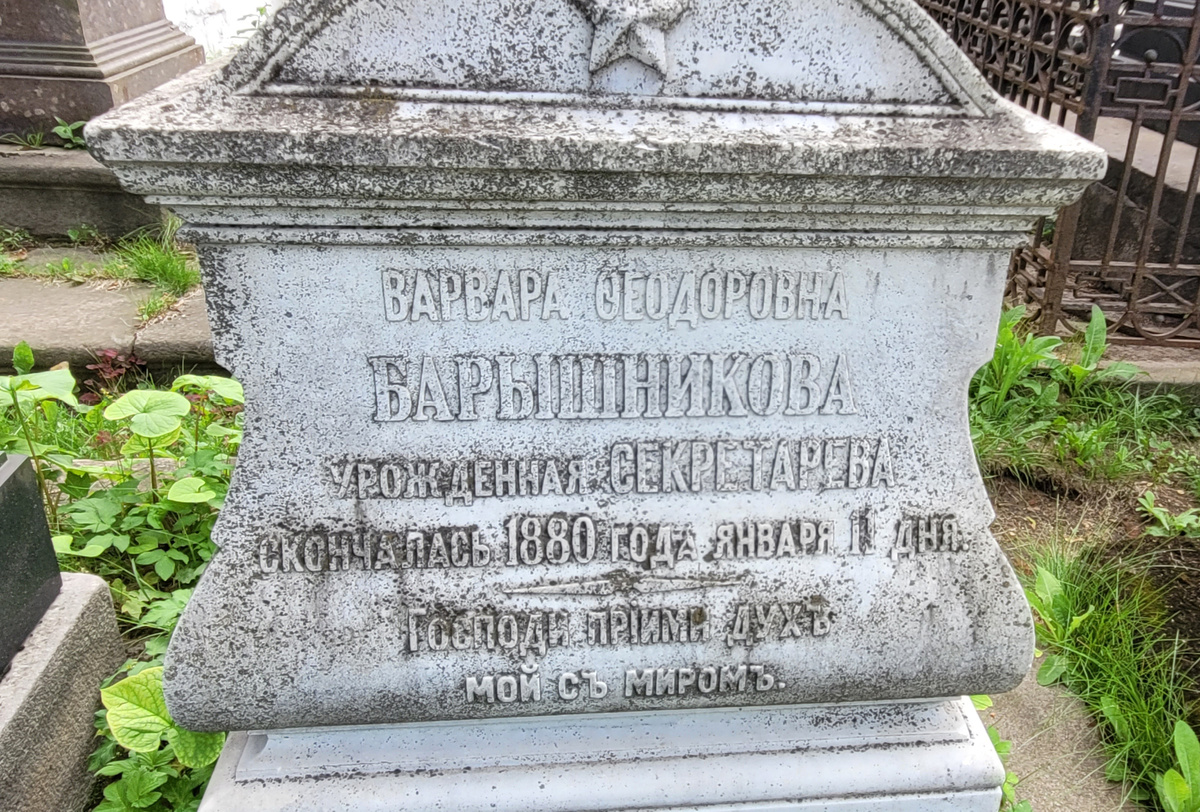 ВАРВАРА ѲЕОДОРОВНА
БАРЫШНИКОВА
УРОЖДЕННАЯ СЕКРЕТАРЕВА
СКОНЧАЛАСЬ 1880 ГОДА ЯНВАРЯ 11 ДНЯ.
ГОСПОДИ ПРІИМИ ДУХЪ
МОЙ СЪ МИРОМЪ.